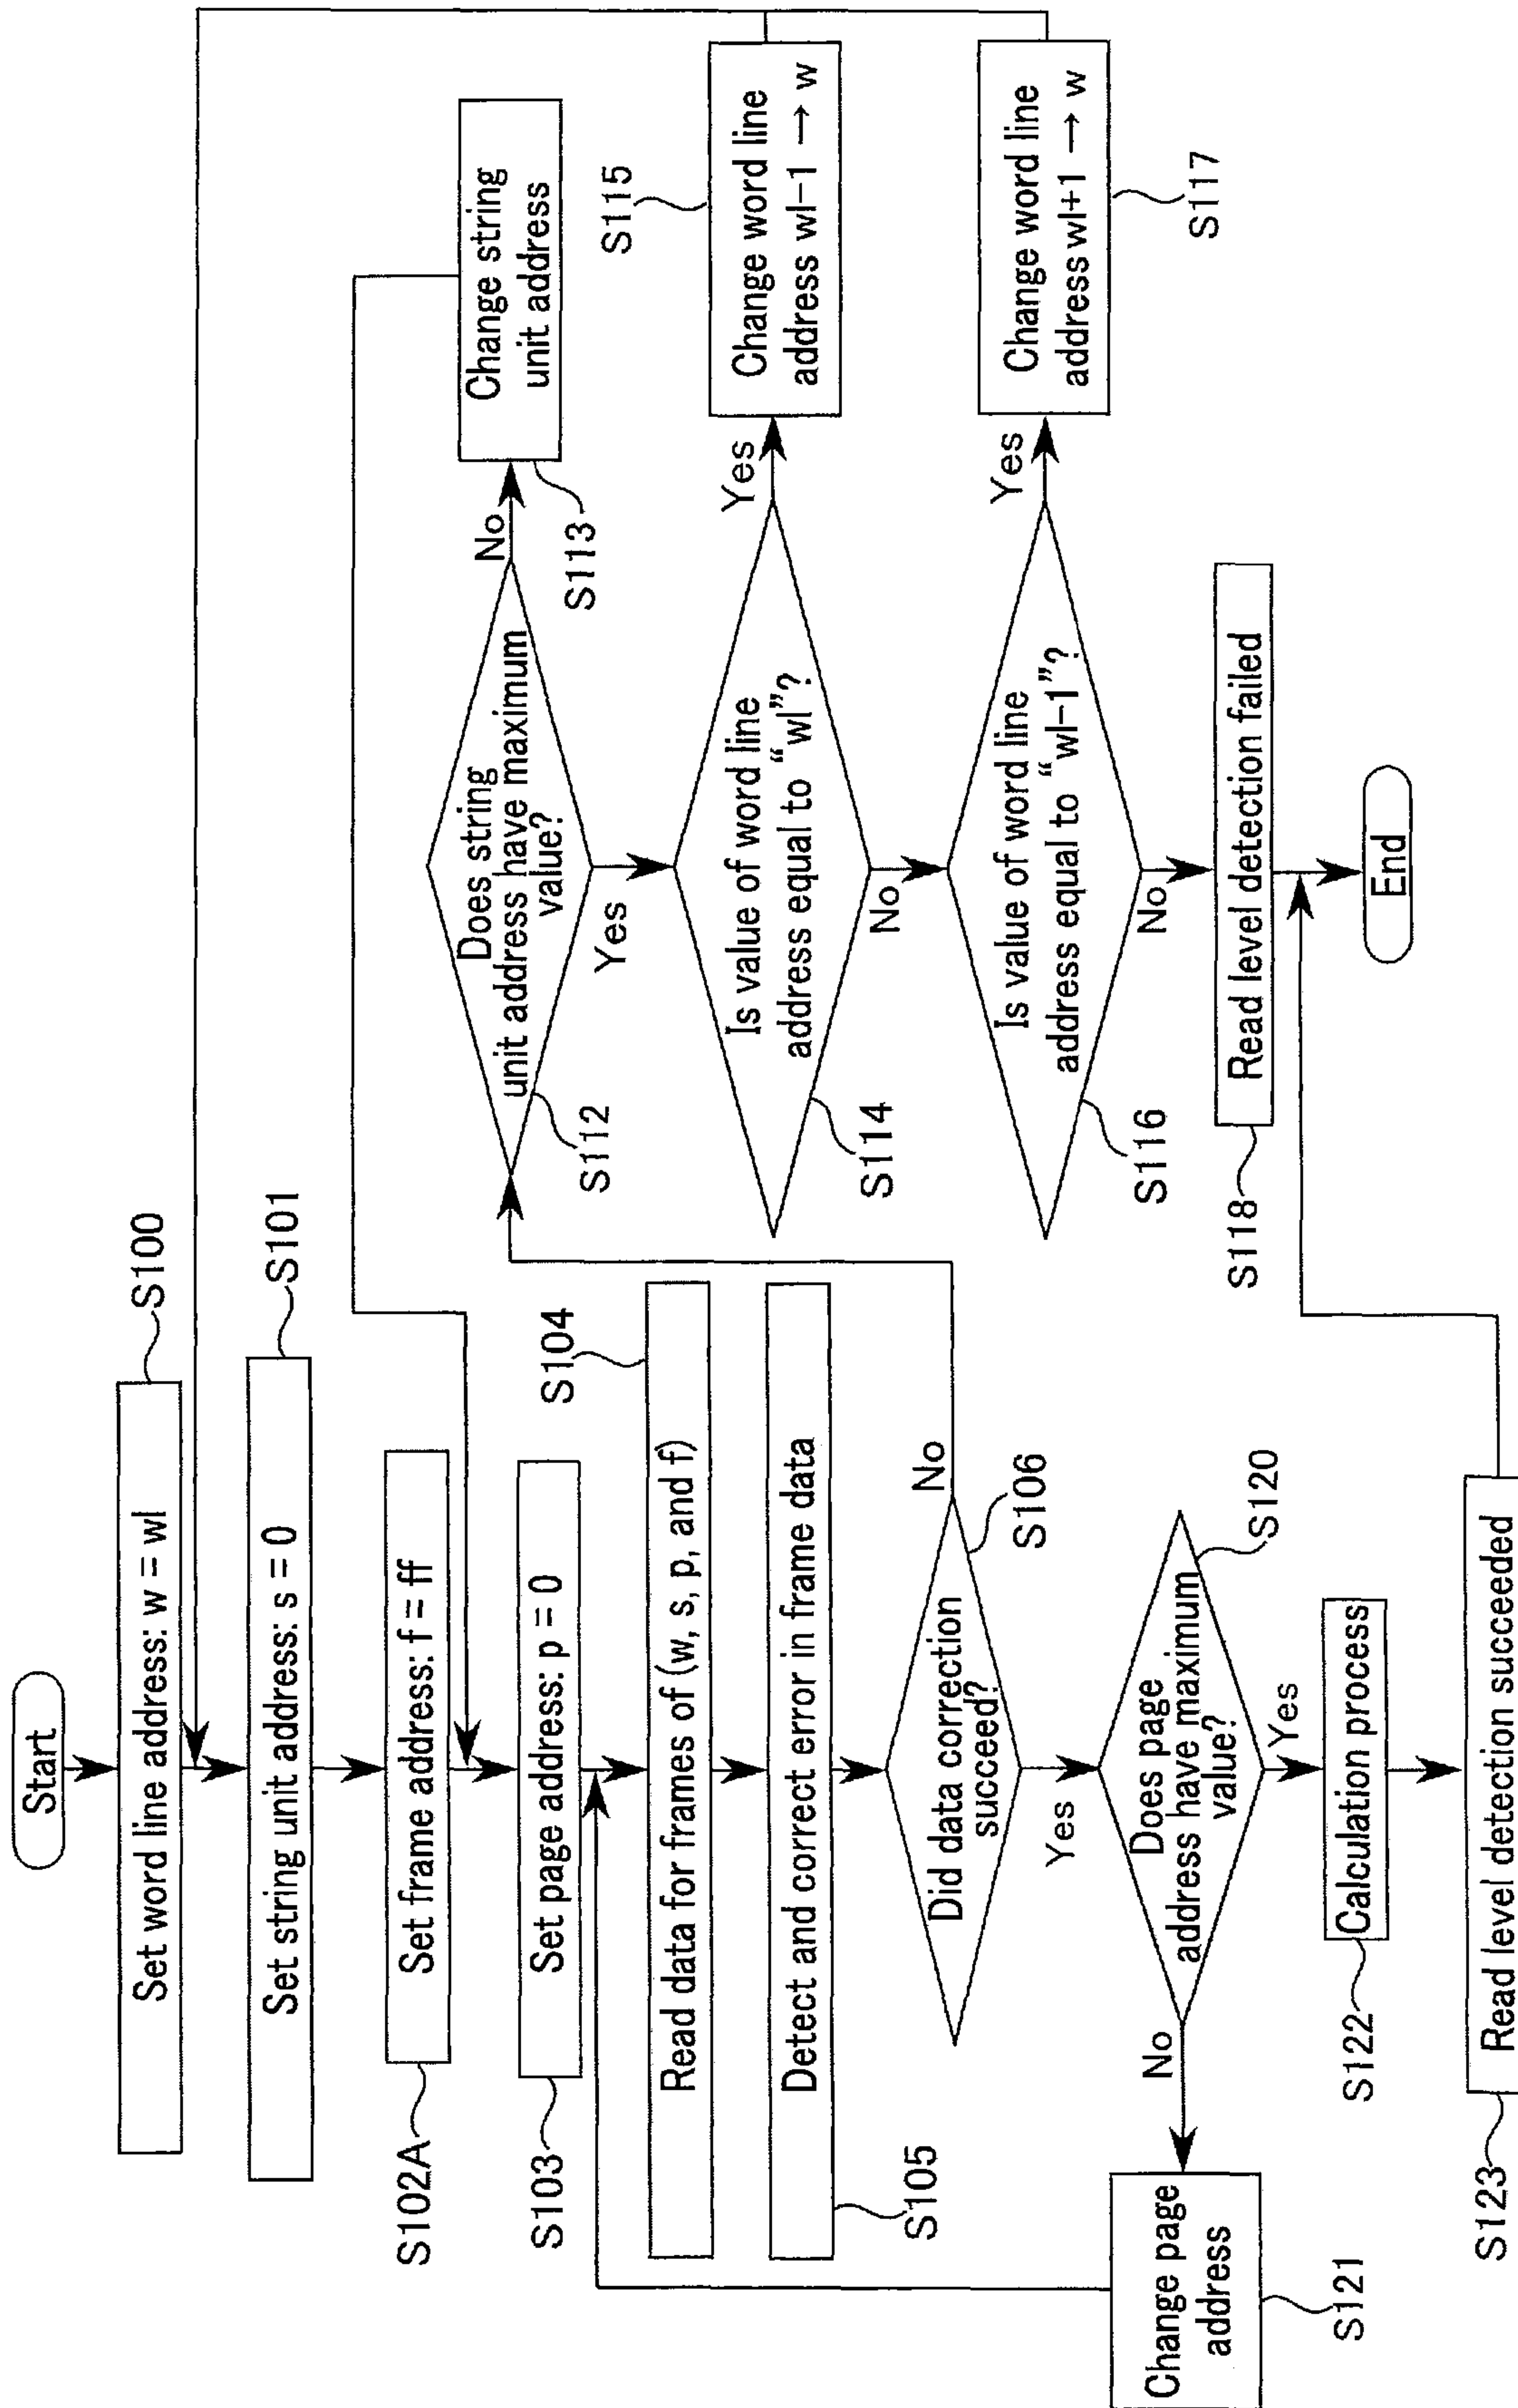 Start
Set word line address: w = wl
S100
Set string unit address: s = 0
S101
Set frame address: f = ff
S102A
Set page address: p = 0
S103
Read data for frames of (w, s, p, and f)
S104
Detect and correct error in frame data
S105
Did data correction
succeed?
S106
No
Yes
Does page
address have maximum
value?
S120
No
Yes
Change page
address
S121
Calculation process
S122
Read level detection succeeded
S123
Does string
unit address have maximum
value?
S112
No
Yes
Change string
unit address
S113
Is value of word line
address equal to “wl”?
S114
Yes
No
Change word line
address wl−1 → w
S115
Is value of word line
address equal to “wl−1”?
S116
Yes
No
Change word line
address wl+1 → w
S117
Read level detection failed
S118
End